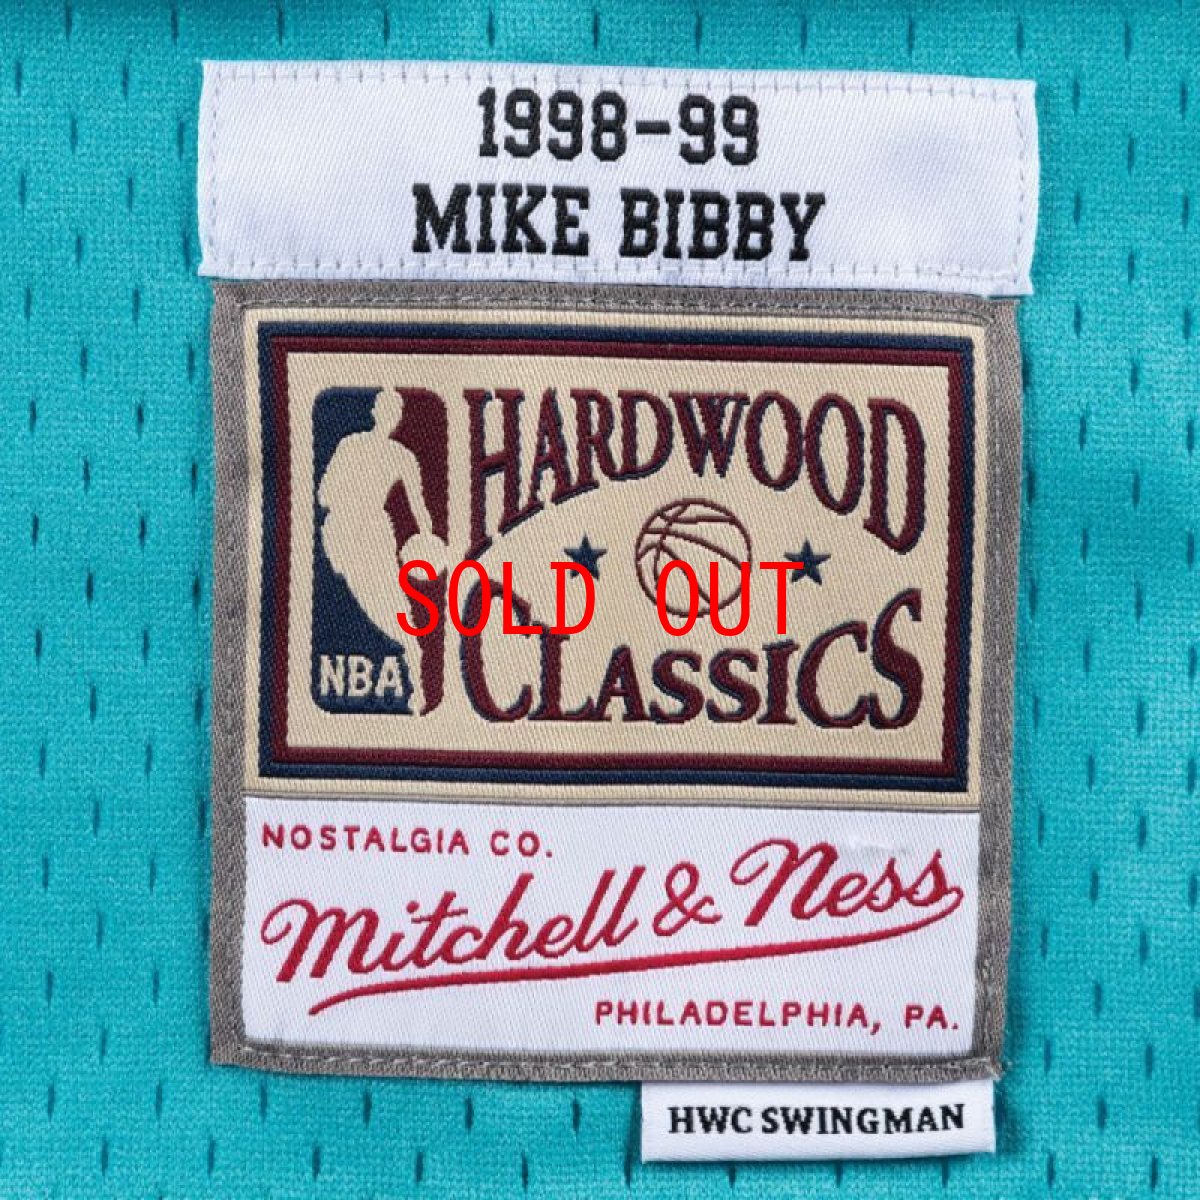 1998-99
MIKE BIBBY
HARDWOOD
CLASSICS
NBA
SOLD OUT
NOSTALGIA CO.
Mitchell & Ness
PHILADELPHIA, PA.
HWC SWINGMAN